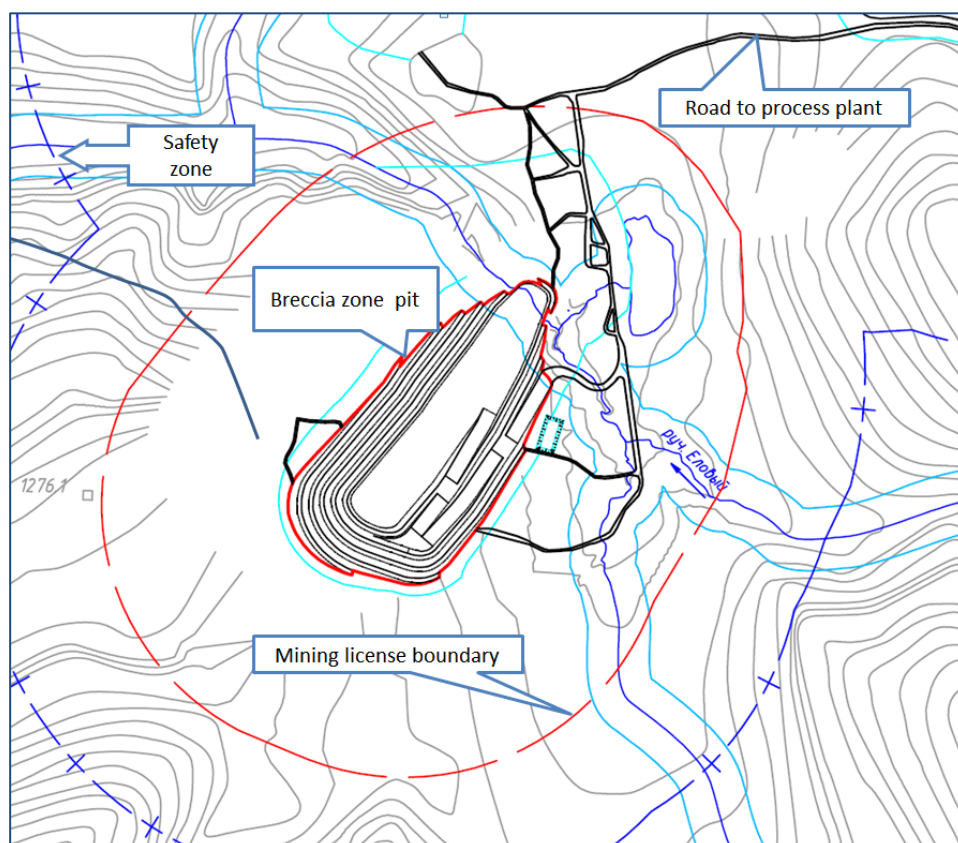 Road to process plant
Safety
zone
Breccia zone pit
руч. Еловый
1276.1
Mining license boundary